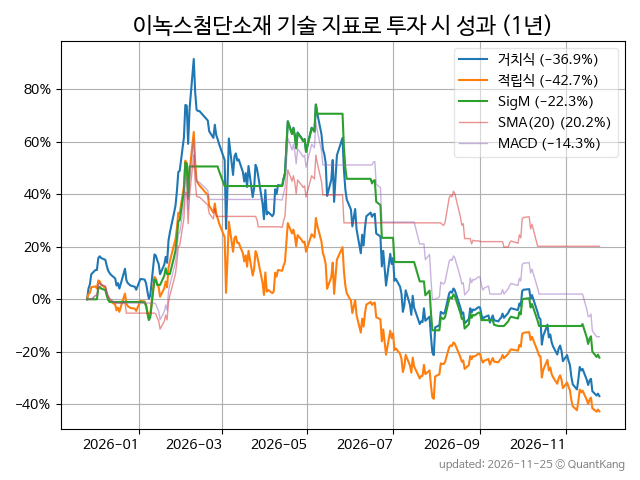 이녹스첨단소재 기술 지표로 투자 시 성과 (1년)
거치식 (−36.9%)
적립식 (−42.7%)
SigM (−22.3%)
SMA(20) (20.2%)
MACD (−14.3%)
80%
60%
40%
20%
0%
−20%
−40%
2026−01
2026−03
2026−05
2026−07
2026−09
2026−11
updated: 2026−11−25 © QuantKang